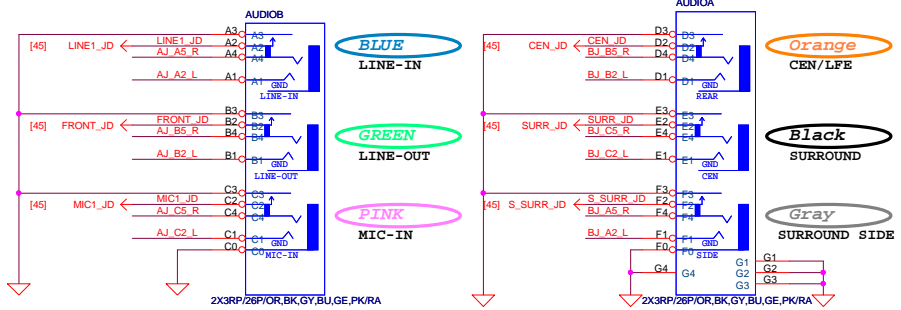 AUDIOB
A3 A3
[45] LINE1_JD LINE1_JD A2 A2
AJ_A5_R A4 A4
AJ_A2_L A1 A1
GND
LINE-IN
BLUE
LINE-IN
B3 B3
[45] FRONT_JD FRONT_JD B2 B2
AJ_B5_R B4 B4
AJ_B2_L B1 B1
GND
LINE-OUT
GREEN
LINE-OUT
C3 C3
[45] MIC1_JD MIC1_JD C2 C2
AJ_C5_R C4 C4
AJ_C2_L C1 C1
GND
C0 C0
MIC-IN
PINK
MIC-IN
2X3RP/26P/OR,BK,GY,BU,GE,PK/RA
AUDIOA
D3 D3
[45] CEN_JD CEN_JD D2 D2
BJ_B5_R D4 D4
BJ_B2_L D1 D1
GND
REAR
Orange
CEN/LFE
E3 E3
[45] SURR_JD SURR_JD E2 E2
BJ_C5_R E4 E4
BJ_C2_L E1 E1
GND
CEN
Black
SURROUND
F3 F3
[45] S_SURR_JD S_SURR_JD F2 F2
BJ_A5_R F4 F4
BJ_A2_L F1 F1
GND
F0 F0
SIDE
Gray
SURROUND SIDE
G4 G4
G1 G1
G2 G2
G3 G3
2X3RP/26P/OR,BK,GY,BU,GE,PK/RA